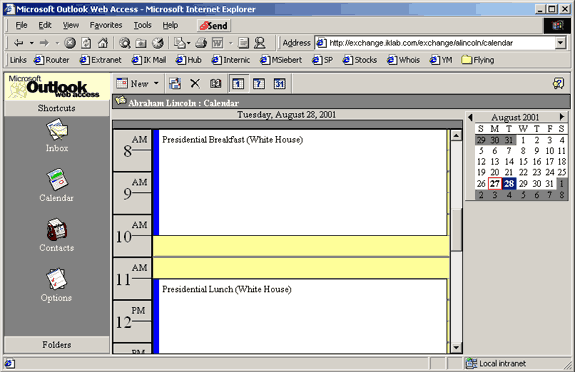 Microsoft Outlook Web Access - Microsoft Internet Explorer
File Edit View Favorites Tools Help Send
Address http://exchange.iklab.com/exchange/alincoln/calendar
Links Router Extranet IK Mail Hub Internic MSiebert SP Stocks Whois YM Flying
Microsoft
Outlook
web access
New 1 7 31
Shortcuts
Abraham Lincoln : Calendar
Tuesday, August 28, 2001
August 2001
S M T W T F S
29 30 31 1 2 3 4
5 6 7 8 9 10 11
12 13 14 15 16 17 18
19 20 21 22 23 24 25
26 27 28 29 30 31 1
2 3 4 5 6 7 8
Inbox
Calendar
Contacts
Options
Folders
8 AM
Presidential Breakfast (White House)
9 AM
10 AM
11 AM
Presidential Lunch (White House)
12 PM
PM
Local intranet